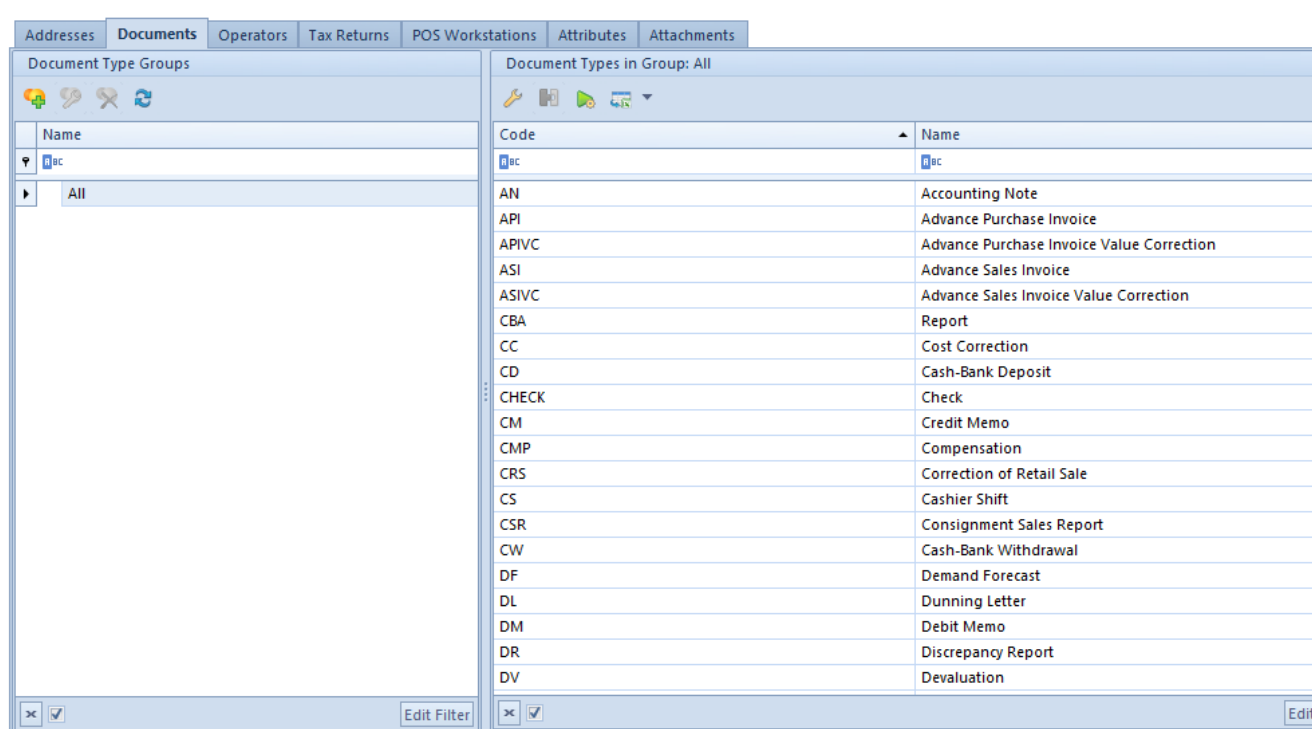 Addresses Documents Operators Tax Returns POS Workstations Attributes Attachments
Document Type Groups
Name
ABC
All
Edit Filter
Document Types in Group: All
Code Name
ABC ABC
AN Accounting Note
API Advance Purchase Invoice
APIVC Advance Purchase Invoice Value Correction
ASI Advance Sales Invoice
ASIVC Advance Sales Invoice Value Correction
CBA Report
CC Cost Correction
CD Cash-Bank Deposit
CHECK Check
CM Credit Memo
CMP Compensation
CRS Correction of Retail Sale
CS Cashier Shift
CSR Consignment Sales Report
CW Cash-Bank Withdrawal
DF Demand Forecast
DL Dunning Letter
DM Debit Memo
DR Discrepancy Report
DV Devaluation
Edit